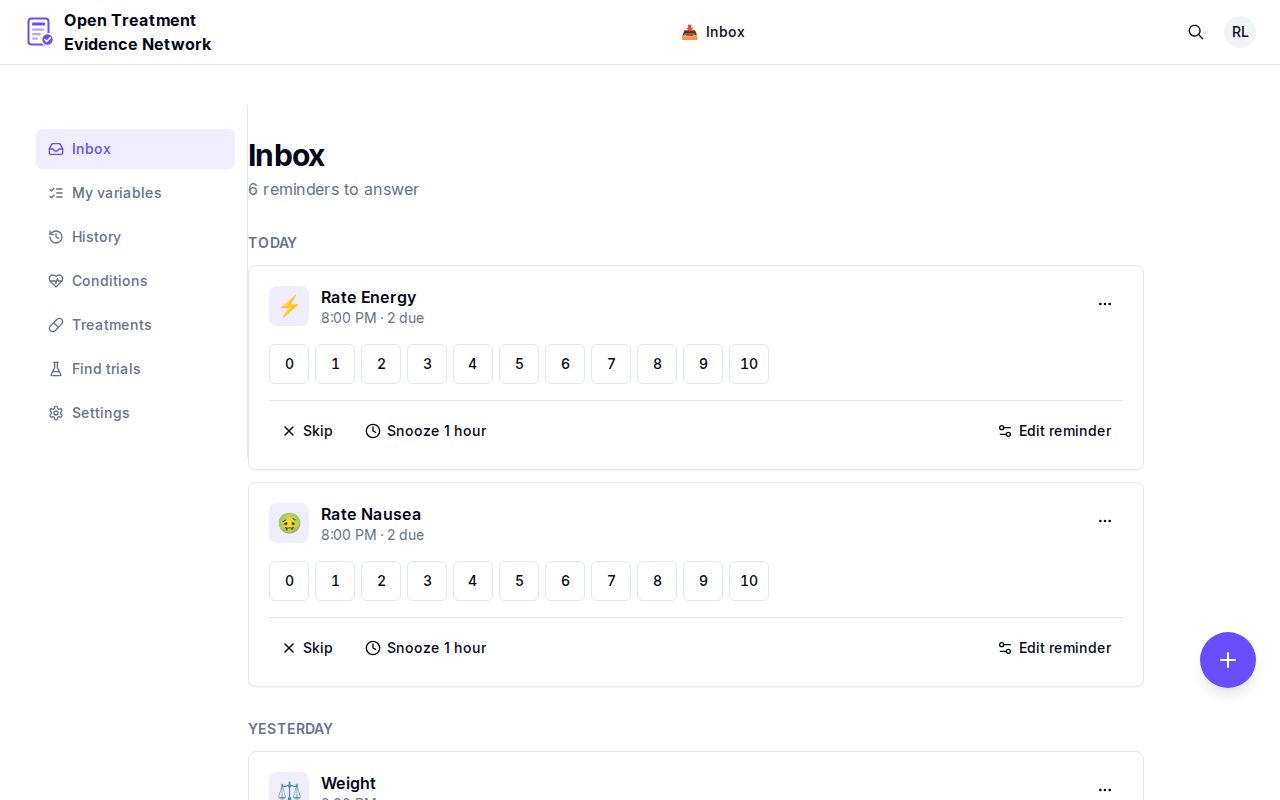 Open Treatment
Evidence Network
📥 Inbox
RL
Inbox
My variables
History
Conditions
Treatments
Find trials
Settings
Inbox
6 reminders to answer
TODAY
Rate Energy
8:00 PM · 2 due
0 1 2 3 4 5 6 7 8 9 10
Skip Snooze 1 hour Edit reminder
Rate Nausea
8:00 PM · 2 due
0 1 2 3 4 5 6 7 8 9 10
Skip Snooze 1 hour Edit reminder
YESTERDAY
Weight